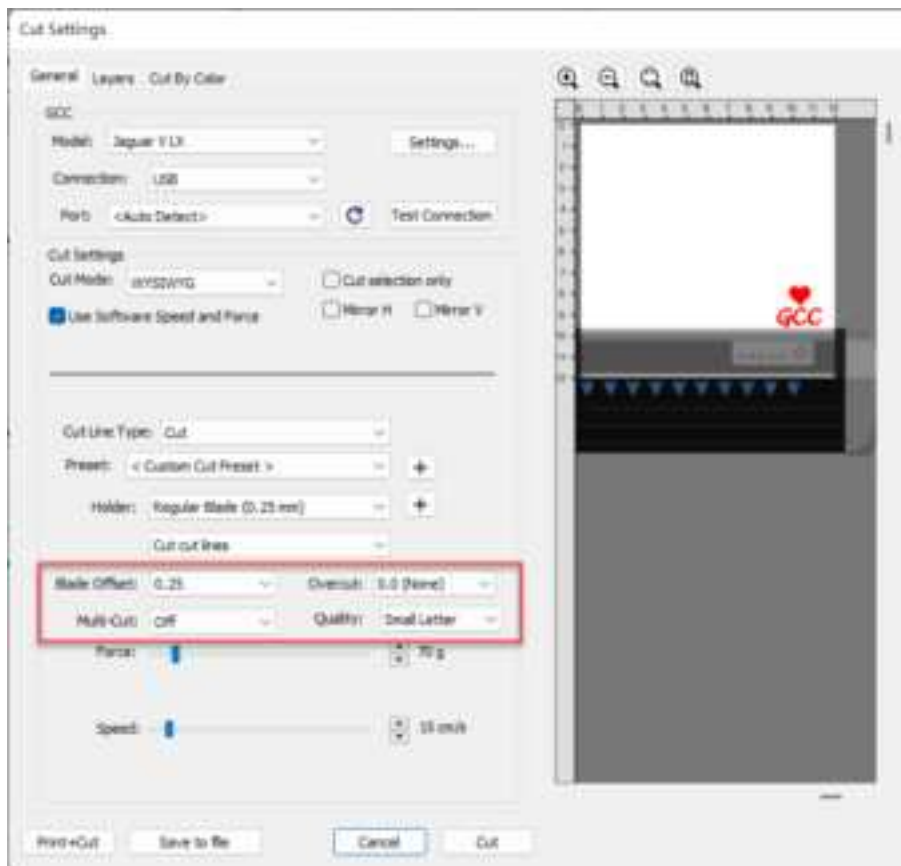 Cut Settings
General Layers Cut By Color
GCC
Model: Jaguar V LX Settings...
Connection: USB
Port: <Auto Detect> Test Connection
Cut Settings
Cut Mode: WYSIWYG Cut selection only
Use Software Speed and Force Mirror H Mirror V
GCC
Cut Line Type: Cut
Preset: < Custom Cut Preset > +
Holder: Regular Blade (0.25 mm) +
Cut cut lines
Blade Offset: 0.25 Overcut: 0.0 (None)
Multi-Cut: Off Quality: Small Letter
Force: 70 g
Speed: 15 cm/s
Print+Cut Save to file Cancel Cut